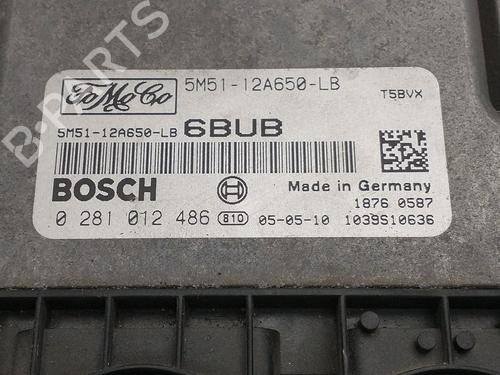 FoMoCo 5M51-12A650-LB
T5BVX
5M51-12A650-LB 6BUB
BOSCH
Made in Germany
1876 0587
0 281 012 486 810 05-05-10 1039S10636
B-PARTS